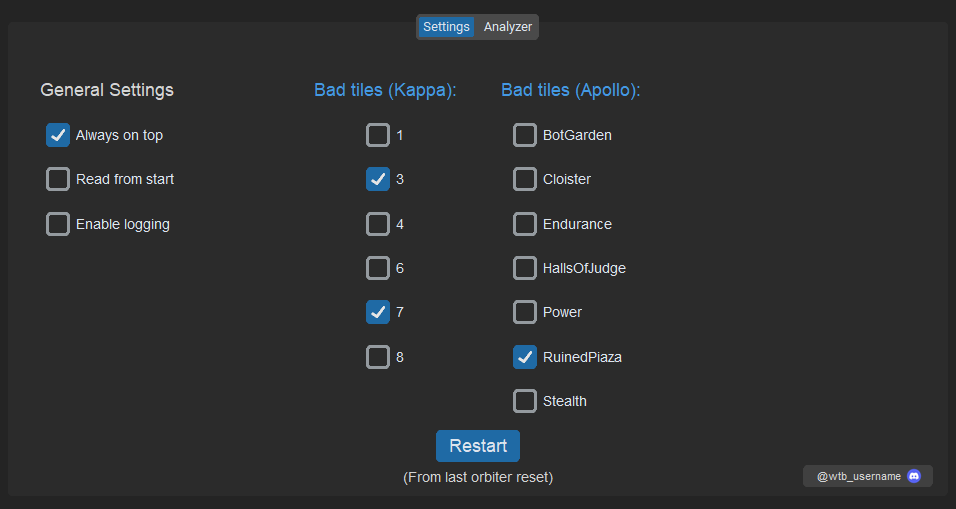 Settings Analyzer
General Settings
Always on top
Read from start
Enable logging
Bad tiles (Kappa):
1
3
4
6
7
8
Bad tiles (Apollo):
BotGarden
Cloister
Endurance
HallsOfJudge
Power
RuinedPiaza
Stealth
Restart
(From last orbiter reset)
@wtb_username